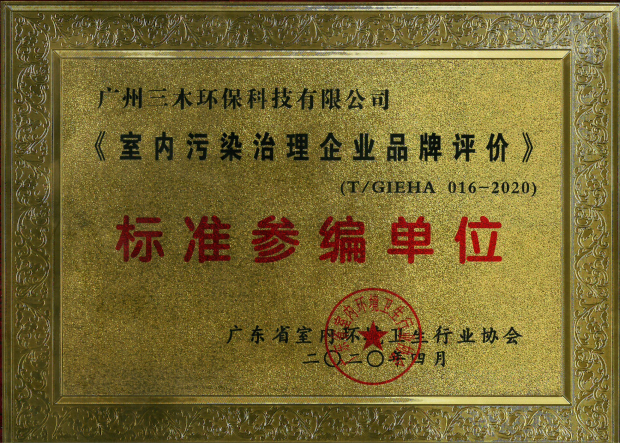 广州三木环保科技有限公司
《室内污染治理企业品牌评价》
(T/GIEHA 016-2020)
标准参编单位
广东省室内环境卫生行业协会
二〇二〇年四月